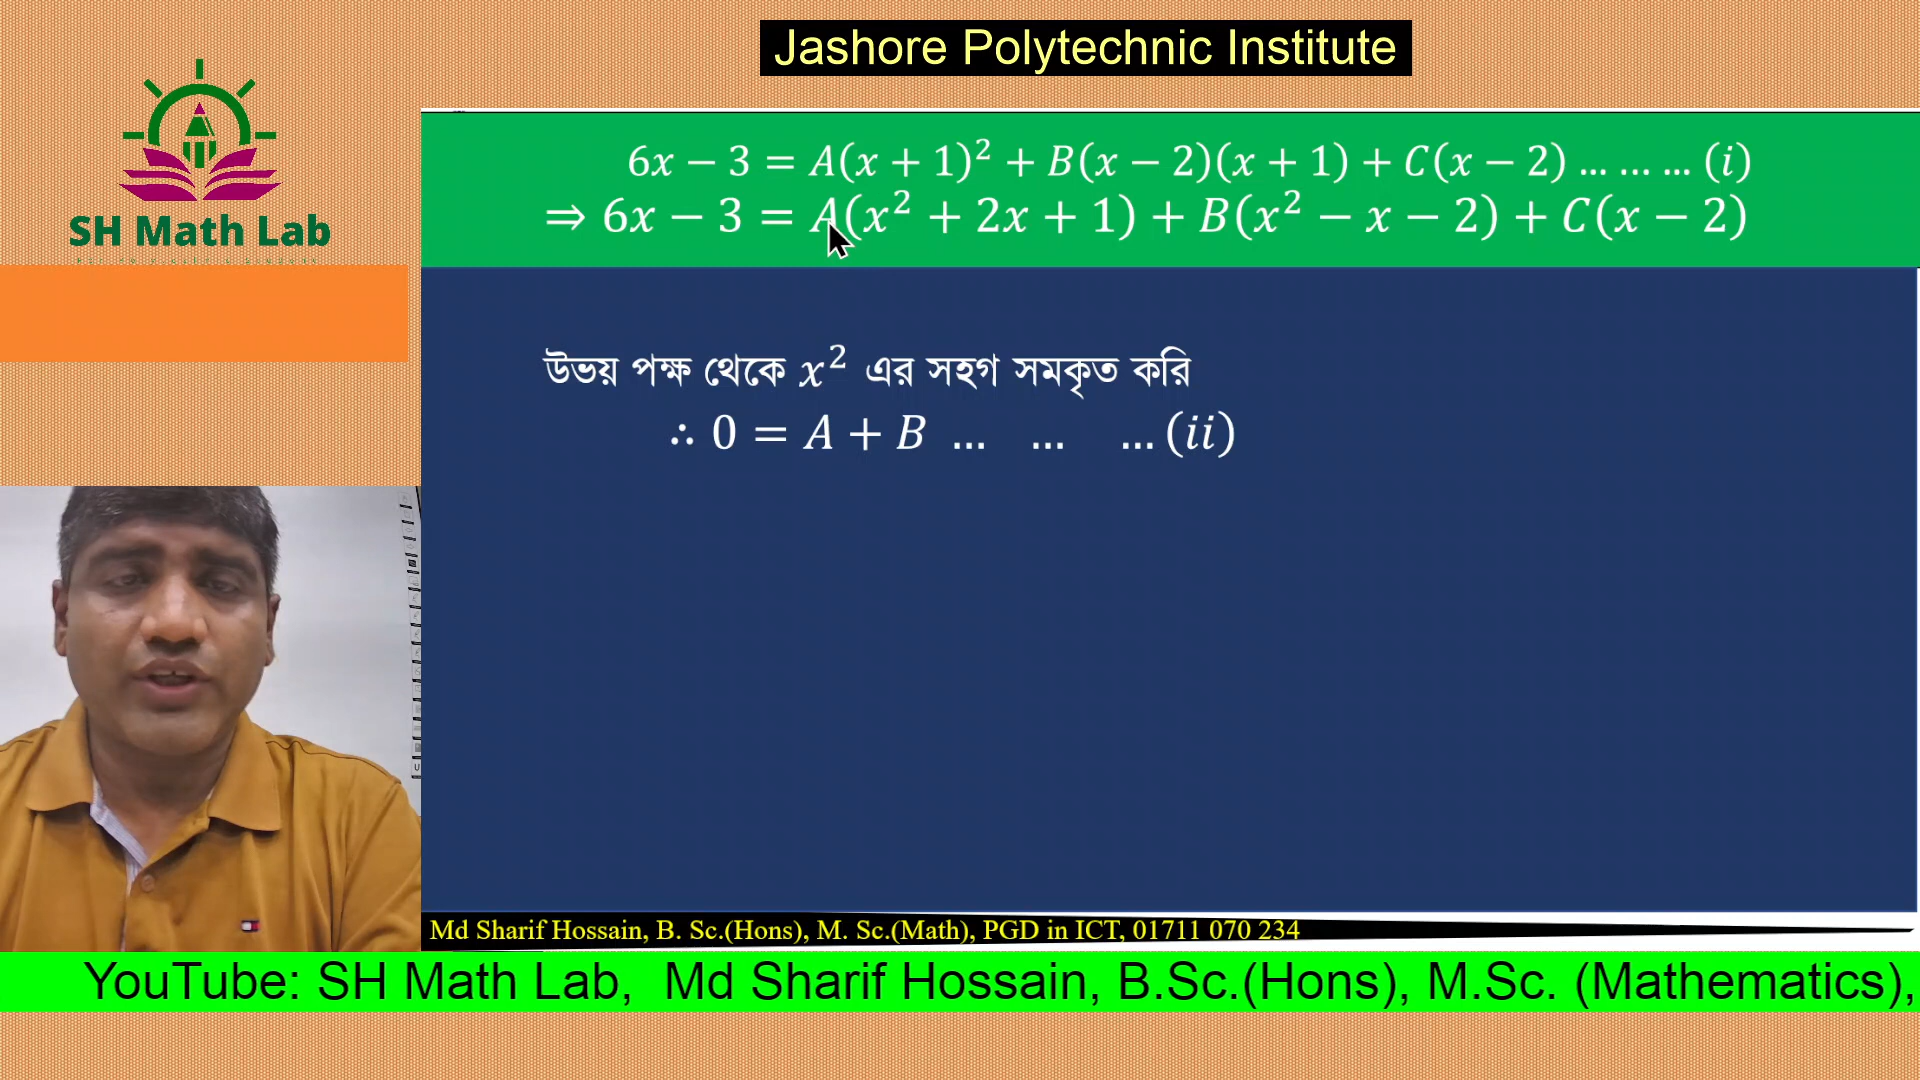 Jashore Polytechnic Institute
SH Math Lab
6x − 3 = A(x + 1)² + B(x − 2)(x + 1) + C(x − 2) ... ... ... (i)
⇒ 6x − 3 = A(x² + 2x + 1) + B(x² − x − 2) + C(x − 2)
উভয় পক্ষ থেকে x² এর সহগ সমকৃত করি
∴ 0 = A + B ... ... ... (ii)
Md Sharif Hossain, B. Sc.(Hons), M. Sc.(Math), PGD in ICT, 01711 070 234
YouTube: SH Math Lab, Md Sharif Hossain, B.Sc.(Hons), M.Sc. (Mathematics),